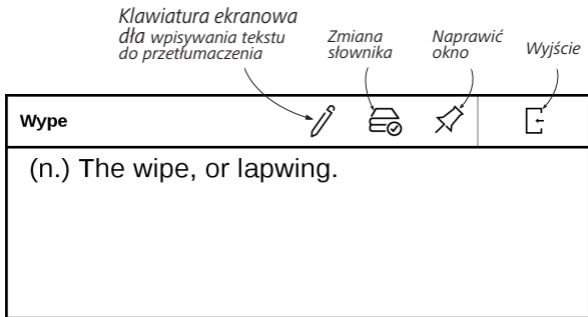 Klawiatura ekranowa
dla wpisywania tekstu
do przetłumaczenia
Zmiana
słownika
Naprawić
okno
Wyjście
Wype
(n.) The wipe, or lapwing.